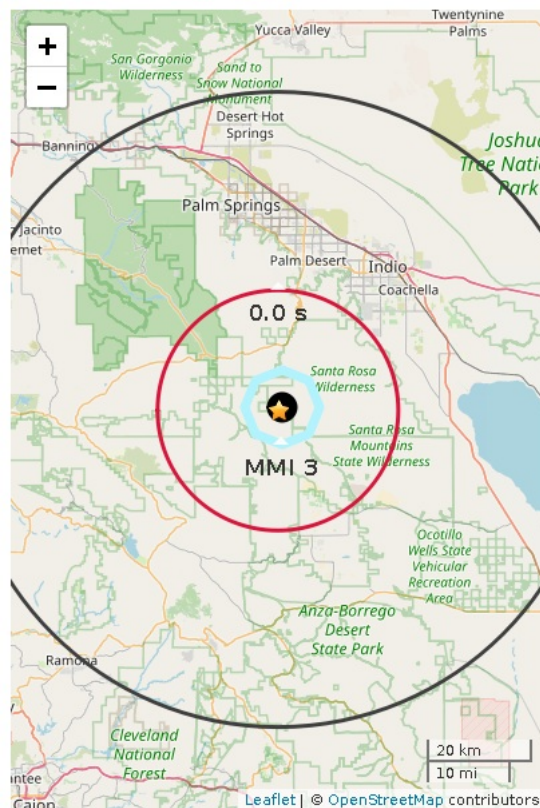 +
−
Twentynine
Palms
Yucca Valley
San Gorgonio
Wilderness
Sand to
Snow National
Monument
Desert Hot
Springs
Banning
Joshua
Tree Natio
Park
Palm Springs
Jacinto
emet
Palm Desert
Indio
Coachella
0.0 s
Santa Rosa
Wilderness
Santa Rosa
Mountains
State Wilderness
MMI 3
Ocotillo
Wells State
Vehicular
Recreation
Area
Anza-Borrego
Desert
State Park
Ramona
Cleveland
National
Forest
20 km
10 mi
antee
Cajon
Leaflet | © OpenStreetMap contributors